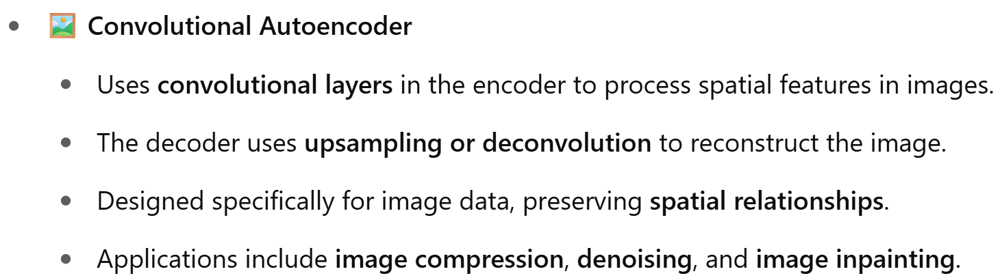 Convolutional Autoencoder
Uses convolutional layers in the encoder to process spatial features in images.
The decoder uses upsampling or deconvolution to reconstruct the image.
Designed specifically for image data, preserving spatial relationships.
Applications include image compression, denoising, and image inpainting.